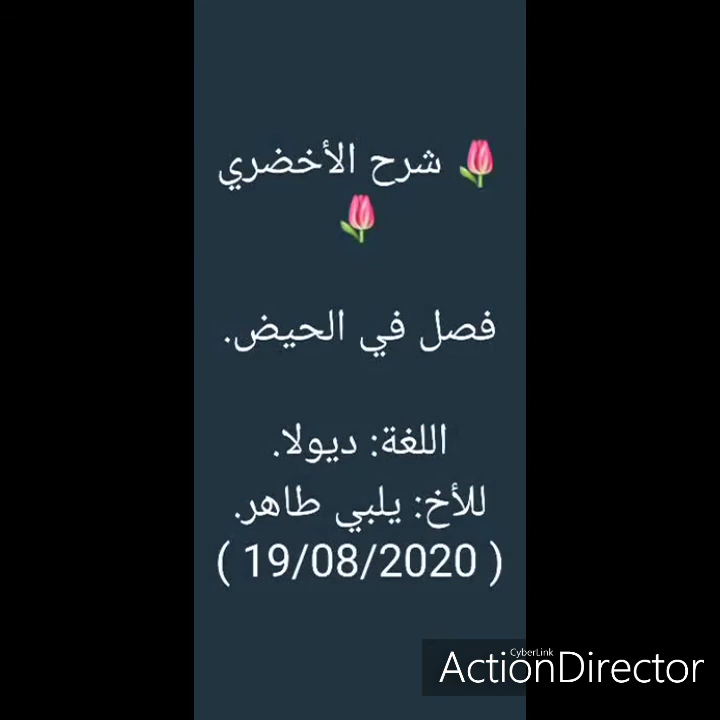 🌷 شرح الأخضري
🌷
فصل في الحيض.
اللغة: ديولا.
للأخ: يلبي طاهر.
( 19/08/2020 )
CyberLink
ActionDirector